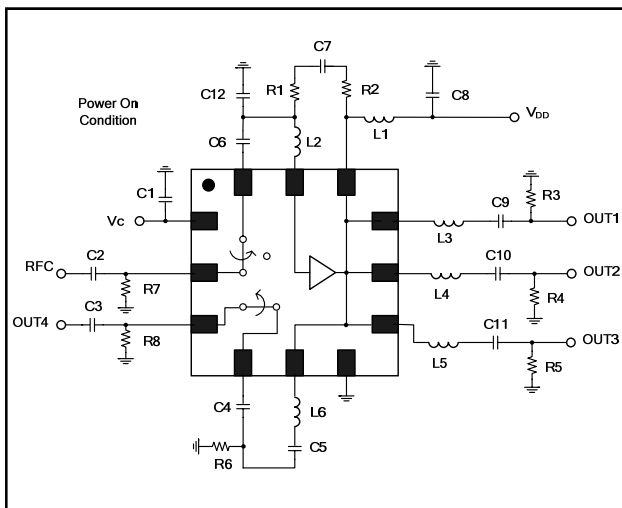 C7
C12
R1
R2
C8
Power On
Condition
V_DD
L1
C6
L2
C1
Vc
R3
C9
OUT1
L3
RFC
C2
C10
OUT2
R7
L4
C3
R4
OUT4
C11
OUT3
R8
L5
R5
C4
L6
R6
C5